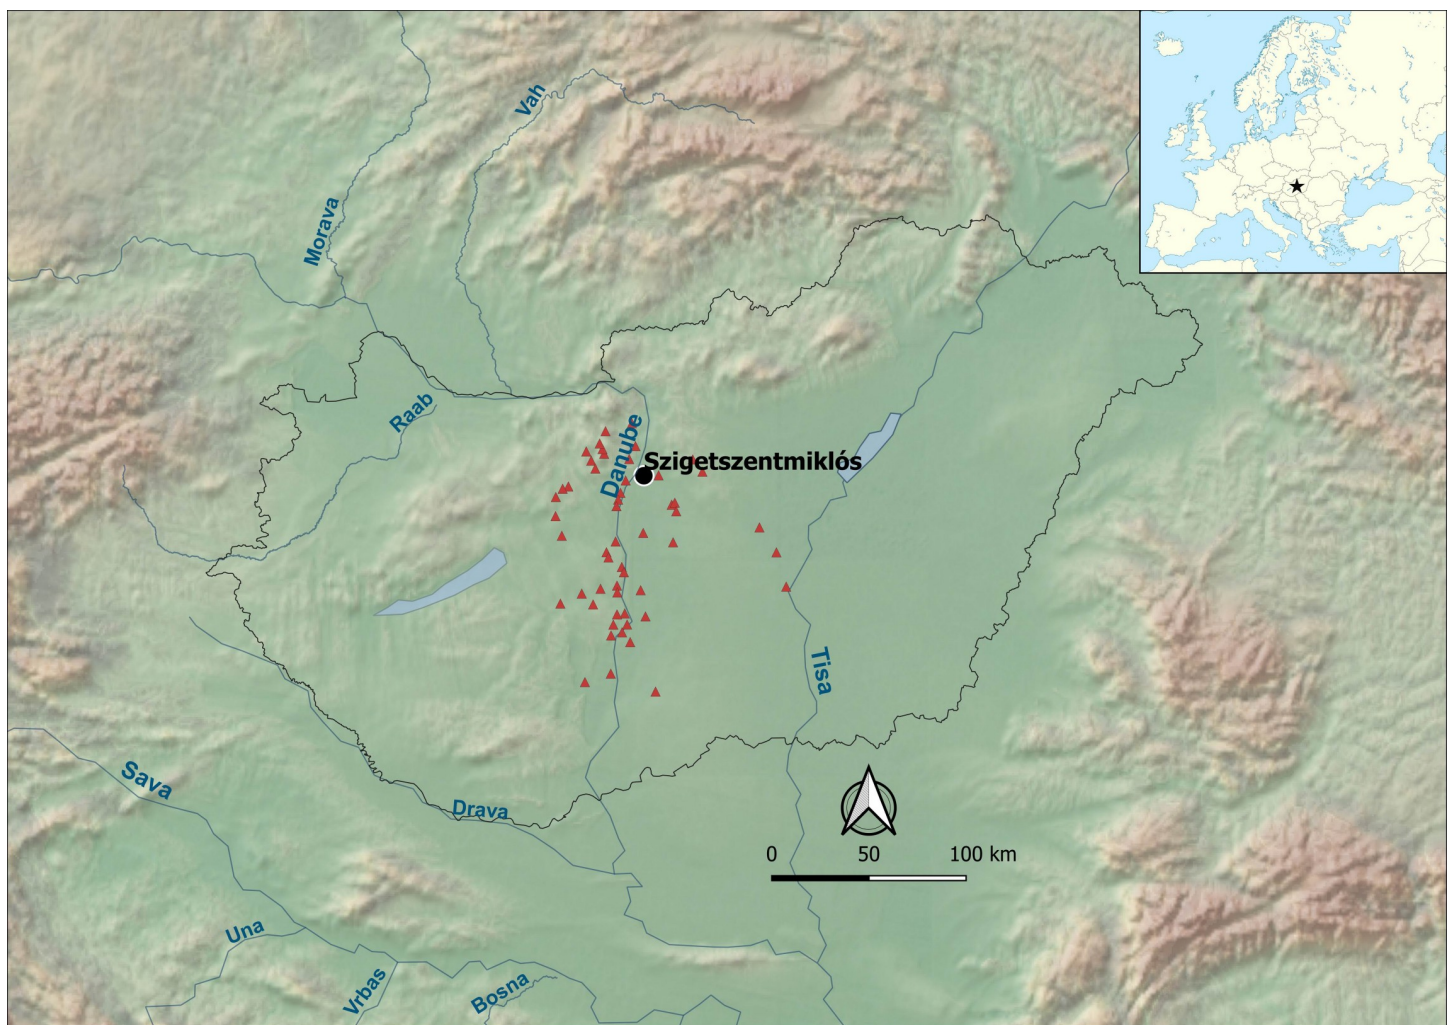 Vah
Morava
Raab
Danube
Szigetszentmiklós
Tisa
Sava
Drava
0 50 100 km
Una
Vrbas
Bosna